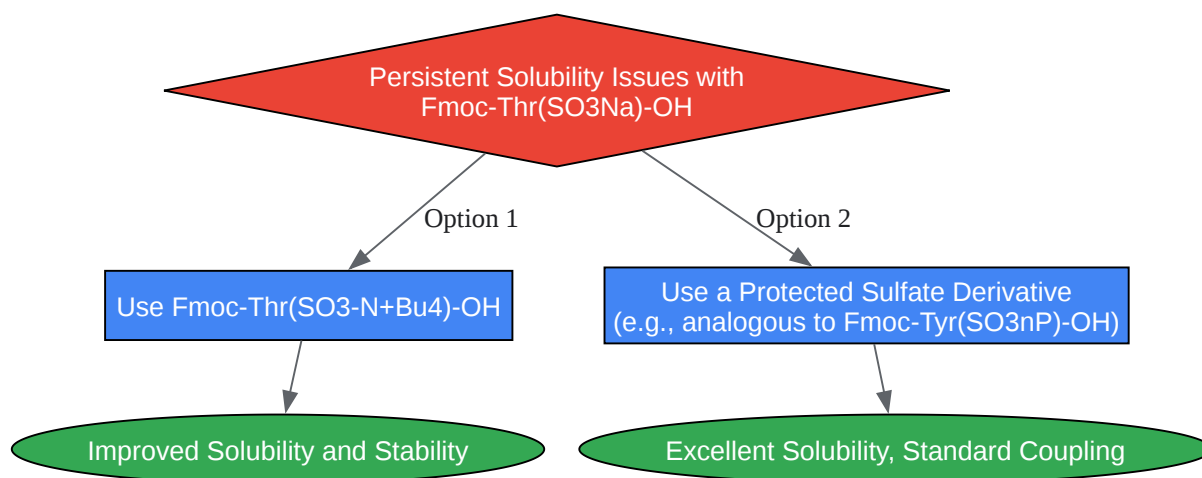 Persistent Solubility Issues with
Fmoc-Thr(SO3Na)-OH
Option 1
Option 2
Use Fmoc-Thr(SO3-N+Bu4)-OH
Use a Protected Sulfate Derivative
(e.g., analogous to Fmoc-Tyr(SO3nP)-OH)
Improved Solubility and Stability
Excellent Solubility, Standard Coupling